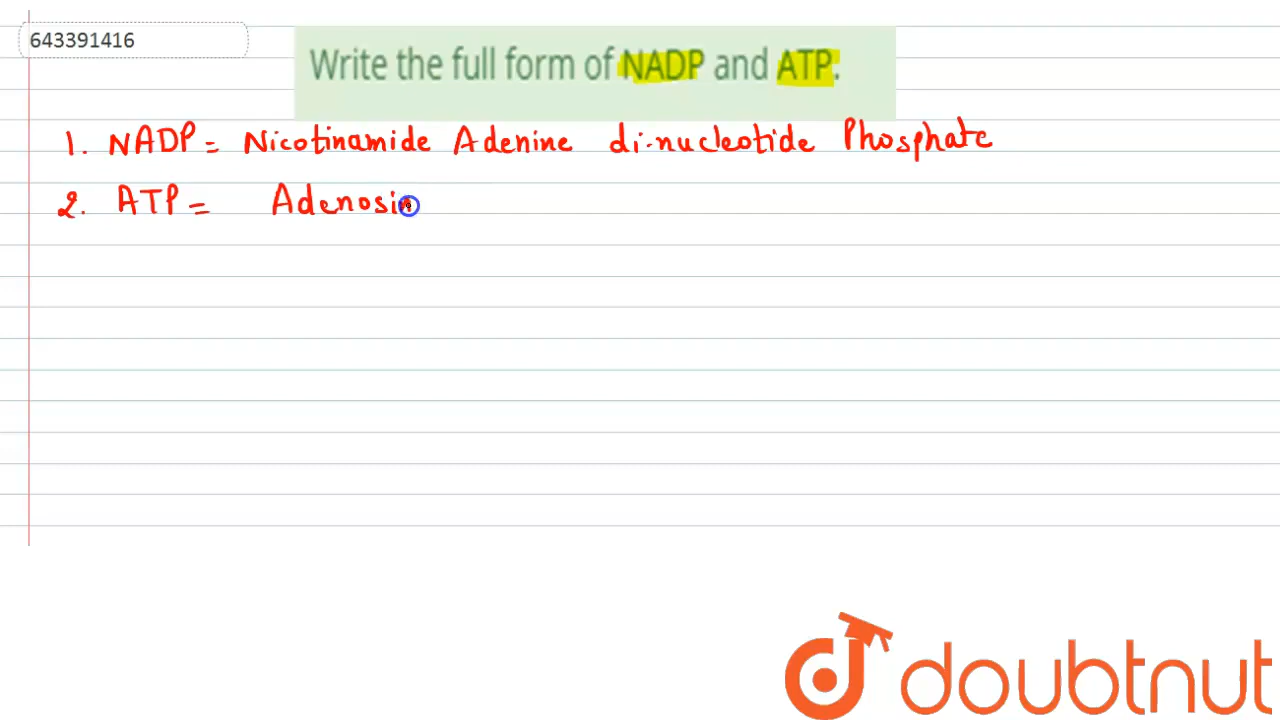 643391416
Write the full form of NADP and ATP.
1. NADP = Nicotinamide Adenine di-nucleotide Phosphate
2. ATP = Adenosin
doubtnut